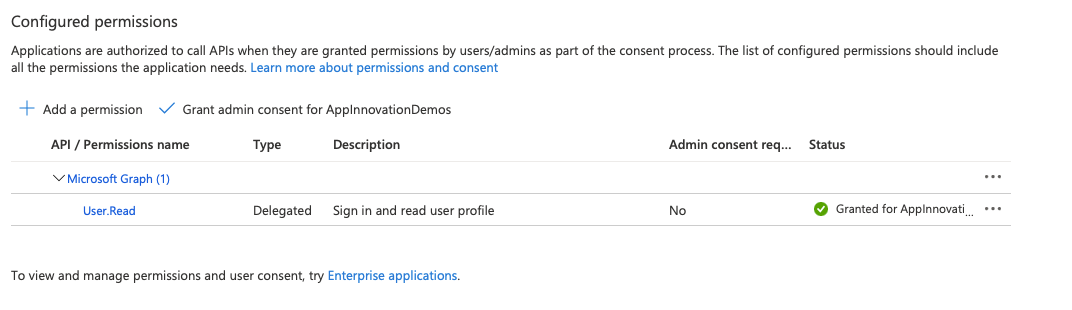 Configured permissions
Applications are authorized to call APIs when they are granted permissions by users/admins as part of the consent process. The list of configured permissions should include
all the permissions the application needs. Learn more about permissions and consent
Add a permission Grant admin consent for AppInnovationDemos
API / Permissions name Type Description Admin consent req... Status
Microsoft Graph (1) ...
User.Read Delegated Sign in and read user profile No Granted for AppInnovati... ...
To view and manage permissions and user consent, try Enterprise applications.